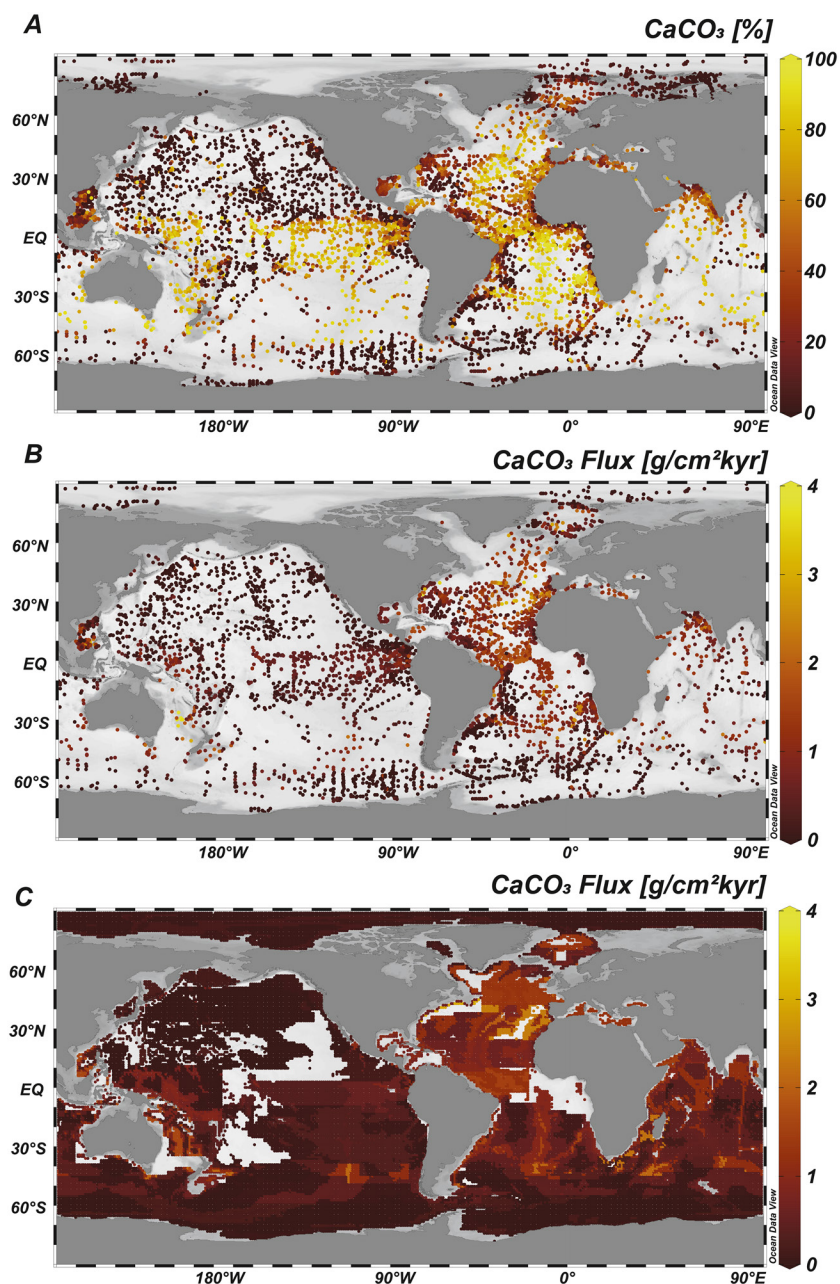 A
CaCO₃ [%]
100
80
60
40
20
0
60°N
30°N
EQ
30°S
60°S
180°W
90°W
0°
90°E
Ocean Data View
B
CaCO₃ Flux [g/cm²kyr]
4
3
2
1
0
60°N
30°N
EQ
30°S
60°S
180°W
90°W
0°
90°E
Ocean Data View
C
CaCO₃ Flux [g/cm²kyr]
4
3
2
1
0
60°N
30°N
EQ
30°S
60°S
180°W
90°W
0°
90°E
Ocean Data View